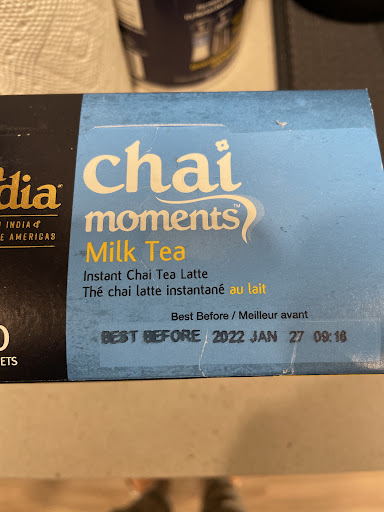 dia
INDIA &
E AMERICAS
ETS
chai
moments™
Milk Tea
Instant Chai Tea Latte
Thé chai latte instantané au lait
Best Before / Meilleur avant
BEST BEFORE 2022 JAN 27 09:16